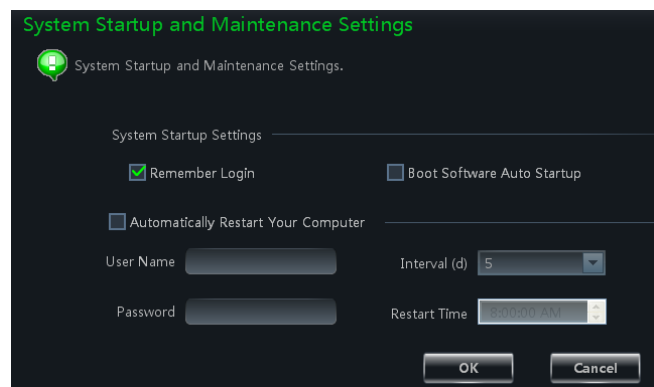 System Startup and Maintenance Settings
System Startup and Maintenance Settings.
System Startup Settings
Remember Login
Boot Software Auto Startup
Automatically Restart Your Computer
User Name
Interval (d)
5
Password
Restart Time
8:00:00 AM
OK
Cancel